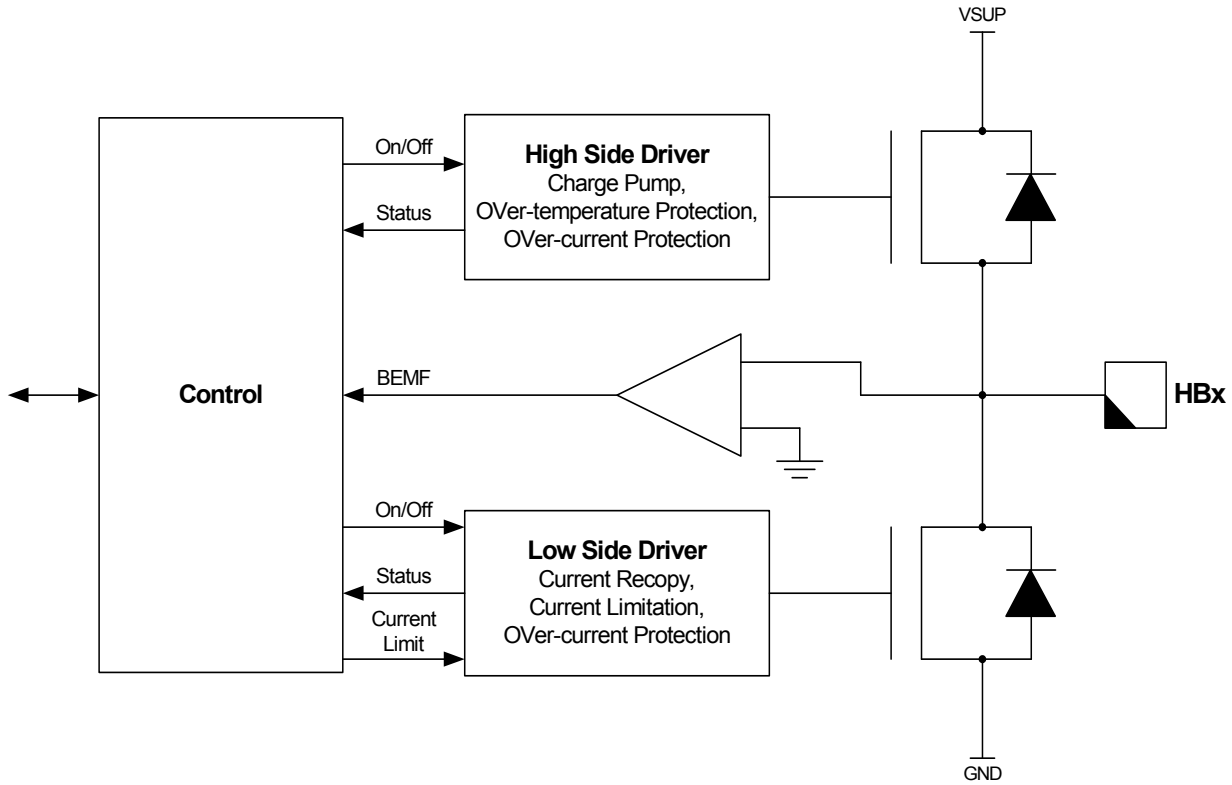 VSUP
On/Off
High Side Driver
Charge Pump,
OVer-temperature Protection,
OVer-current Protection
Status
BEMF
Control
HBx
On/Off
Low Side Driver
Current Recopy,
Current Limitation,
OVer-current Protection
Status
Current
Limit
GND